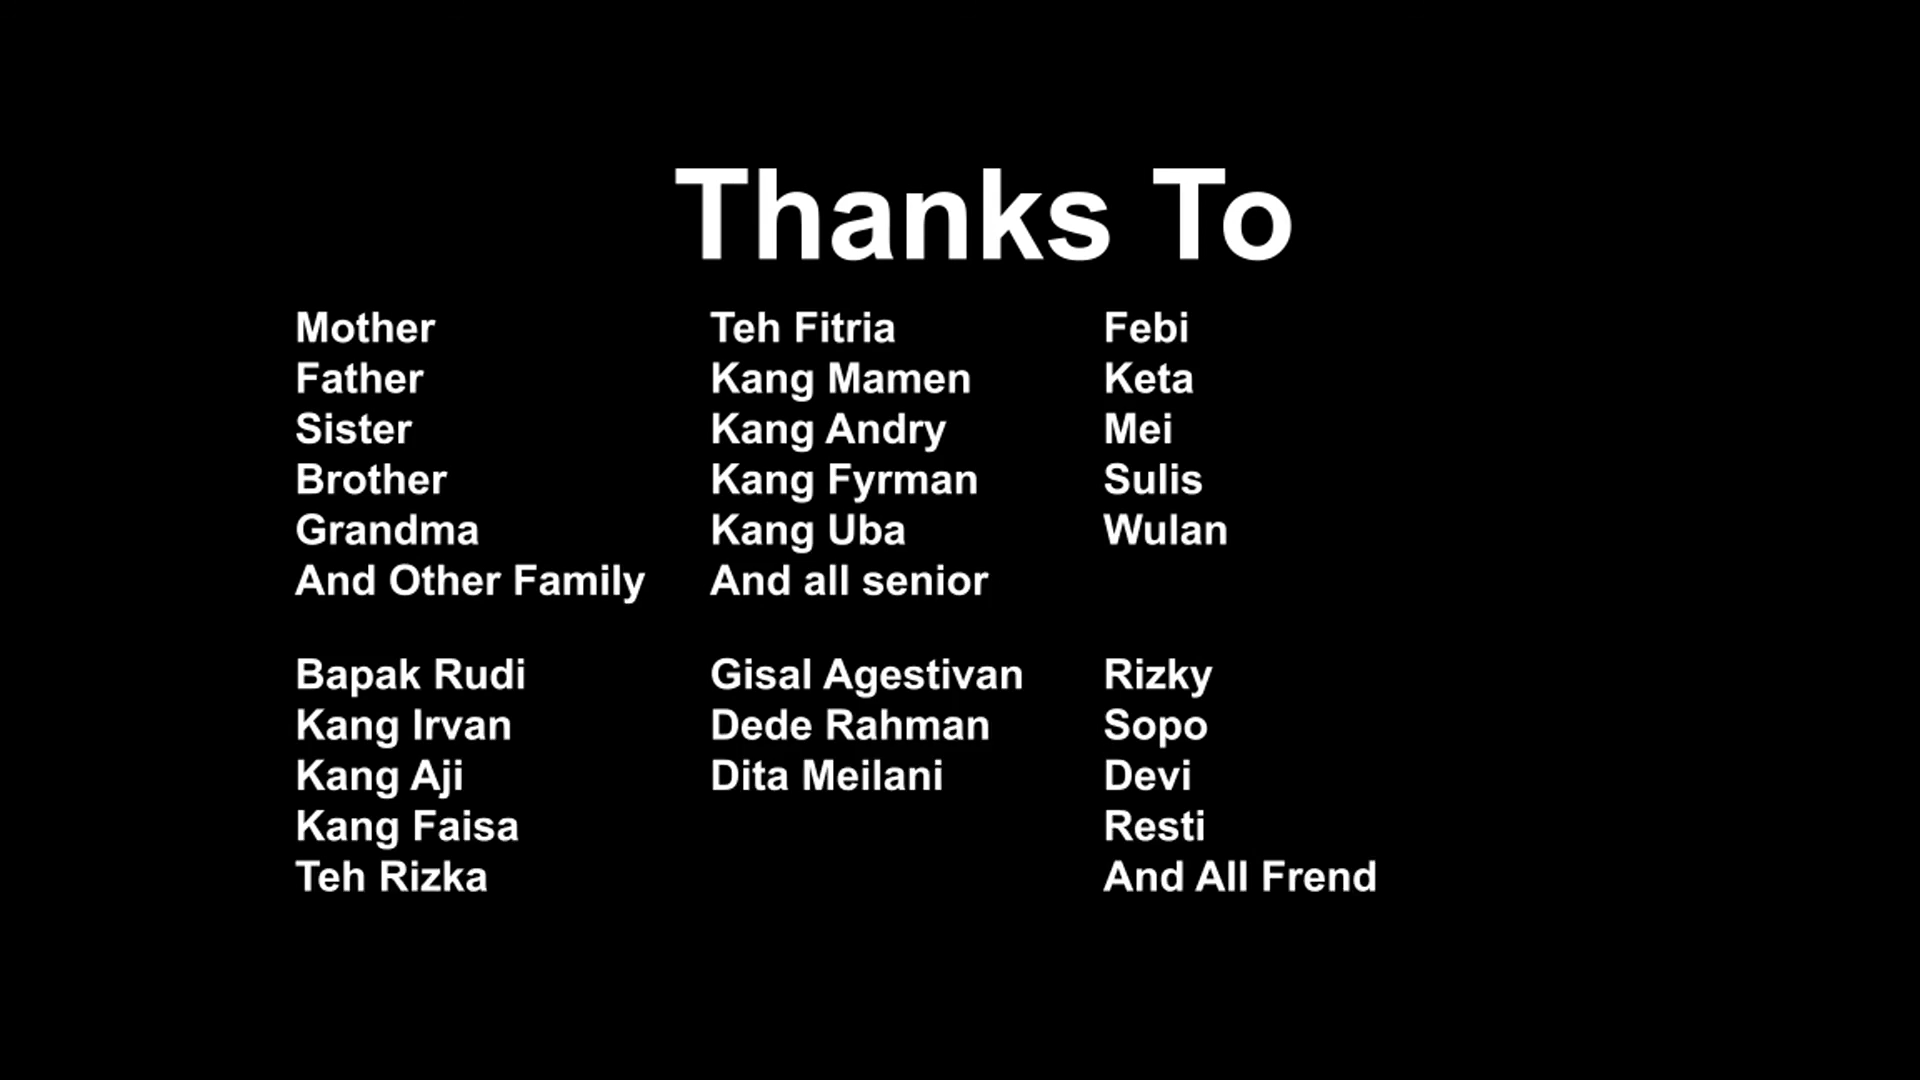 Thanks To
Mother
Father
Sister
Brother
Grandma
And Other Family
Teh Fitria
Kang Mamen
Kang Andry
Kang Fyrman
Kang Uba
And all senior
Febi
Keta
Mei
Sulis
Wulan
Bapak Rudi
Kang Irvan
Kang Aji
Kang Faisa
Teh Rizka
Gisal Agestivan
Dede Rahman
Dita Meilani
Rizky
Sopo
Devi
Resti
And All Frend